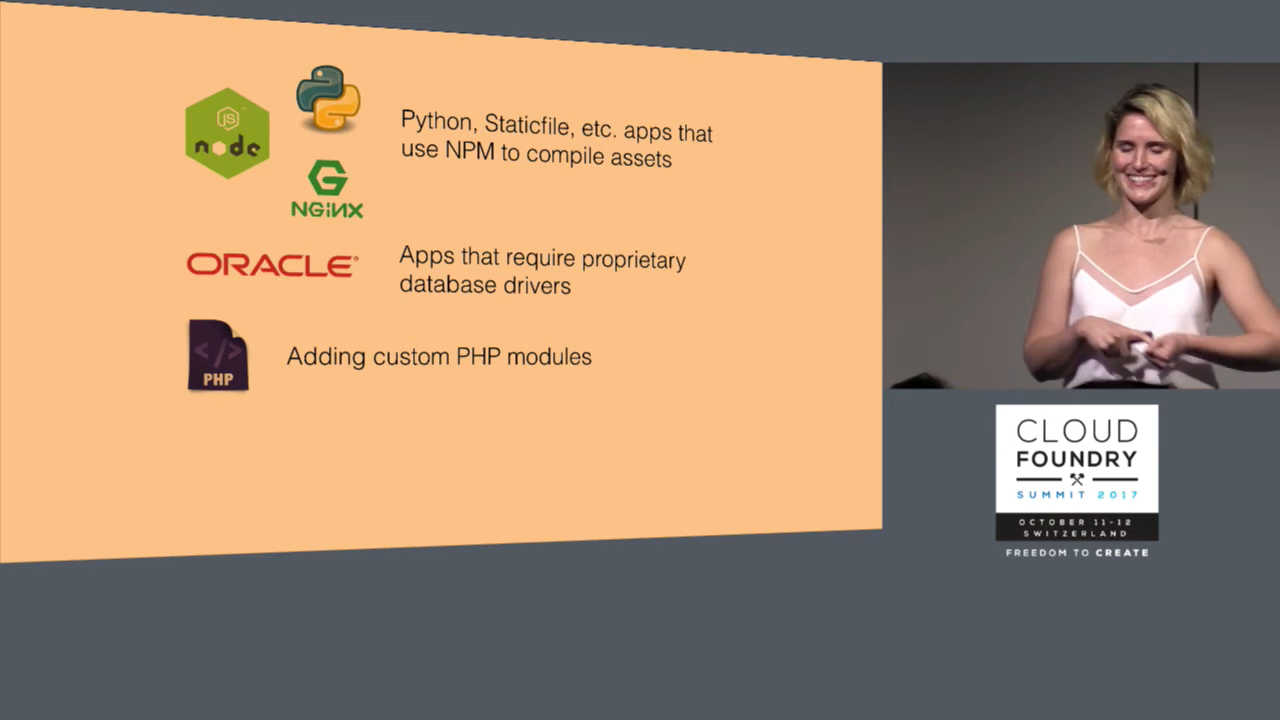 JS
node
NGINX
Python, Staticfile, etc. apps that
use NPM to compile assets
ORACLE
Apps that require proprietary
database drivers
</>
PHP
Adding custom PHP modules
CLOUD
FOUNDRY
SUMMIT 2017
OCTOBER 11-12
SWITZERLAND
FREEDOM TO CREATE